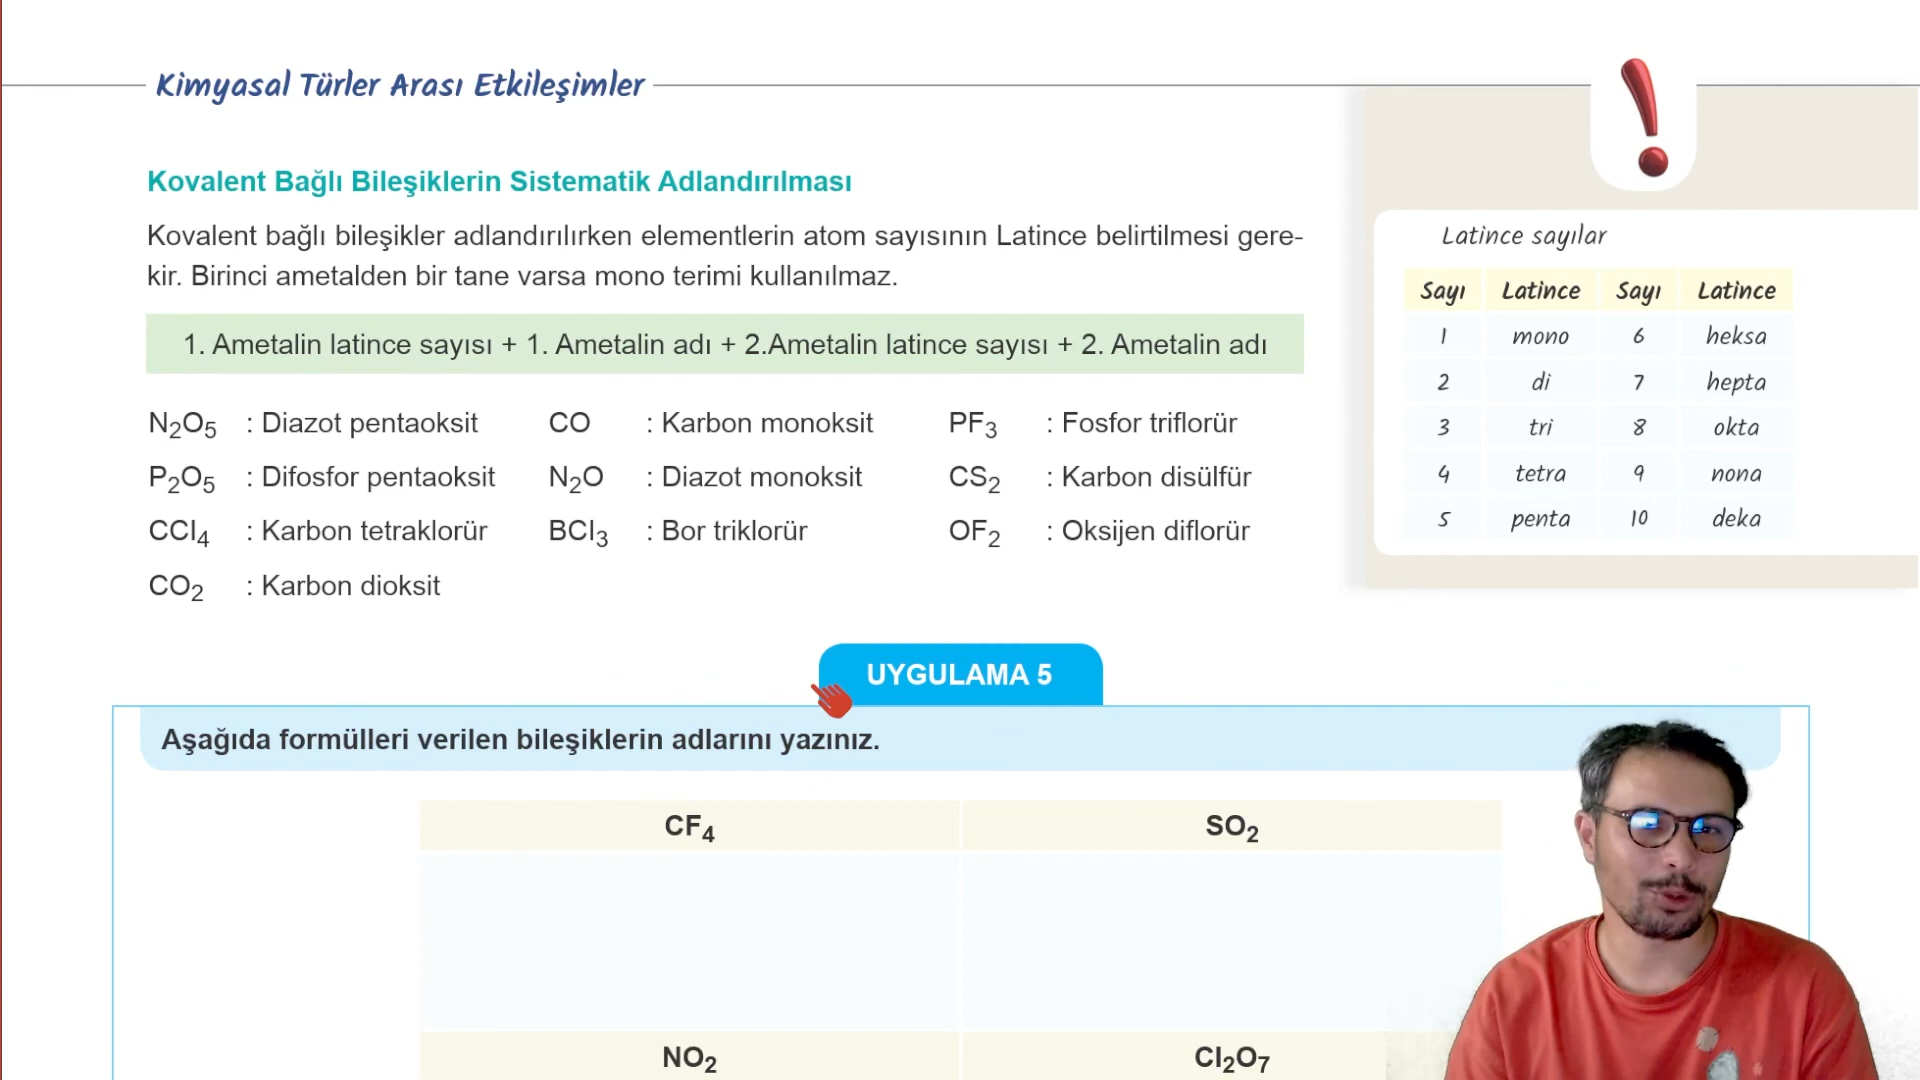 Kimyasal Türler Arası Etkileşimler
Kovalent Bağlı Bileşiklerin Sistematik Adlandırılması
Kovalent bağlı bileşikler adlandırılırken elementlerin atom sayısının Latince belirtilmesi gere-
kir. Birinci ametalden bir tane varsa mono terimi kullanılmaz.
1. Ametalin latince sayısı + 1. Ametalin adı + 2.Ametalin latince sayısı + 2. Ametalin adı
N₂O₅ : Diazot pentaoksit CO : Karbon monoksit PF₃ : Fosfor triflorür
P₂O₅ : Difosfor pentaoksit N₂O : Diazot monoksit CS₂ : Karbon disülfür
CCl₄ : Karbon tetraklorür BCl₃ : Bor triklorür OF₂ : Oksijen diflorür
CO₂ : Karbon dioksit
Latince sayılar
Sayı Latince Sayı Latince
1 mono 6 heksa
2 di 7 hepta
3 tri 8 okta
4 tetra 9 nona
5 penta 10 deka
UYGULAMA 5
Aşağıda formülleri verilen bileşiklerin adlarını yazınız.
CF₄ SO₂
NO₂ Cl₂O₇